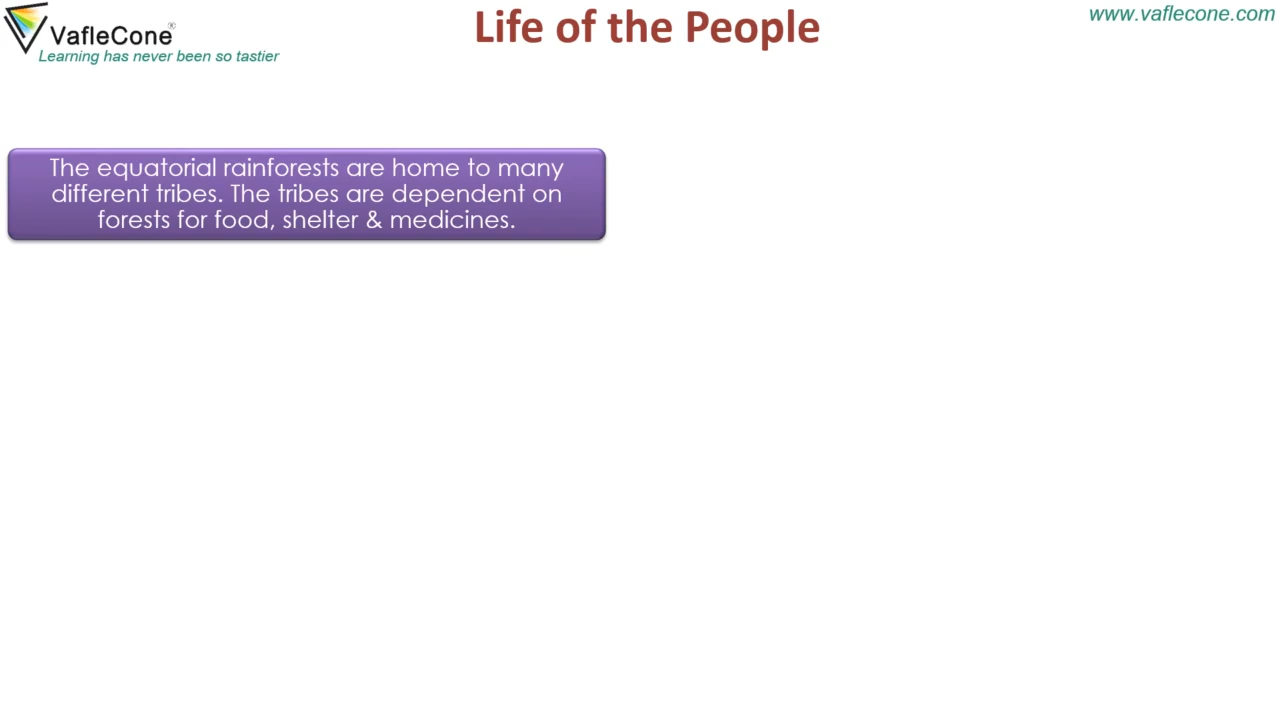 VafleCone®
Learning has never been so tastier
Life of the People
www.vaflecone.com
The equatorial rainforests are home to many
different tribes. The tribes are dependent on
forests for food, shelter & medicines.